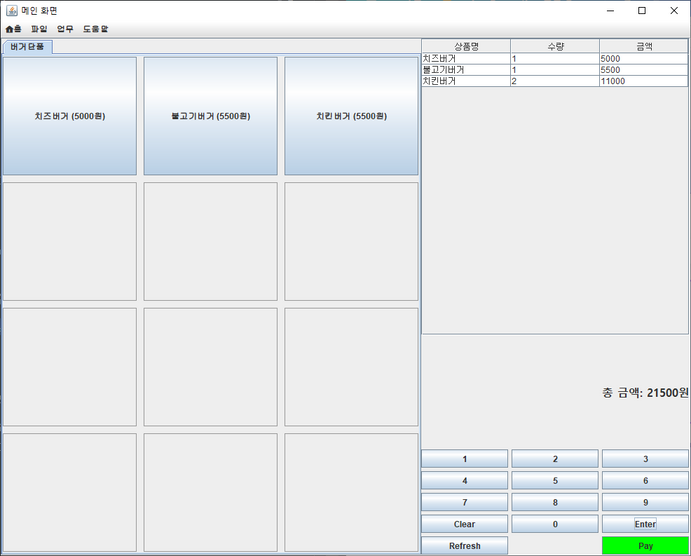 메인 화면
홈 파일 업무 도움말
버거 단품
치즈버거 (5000원) 불고기버거 (5500원) 치킨버거 (5500원)
상품명 수량 금액
치즈버거 1 5000
불고기버거 1 5500
치킨버거 2 11000
총 금액: 21500원
1 2 3
4 5 6
7 8 9
Clear 0 Enter
Refresh Pay